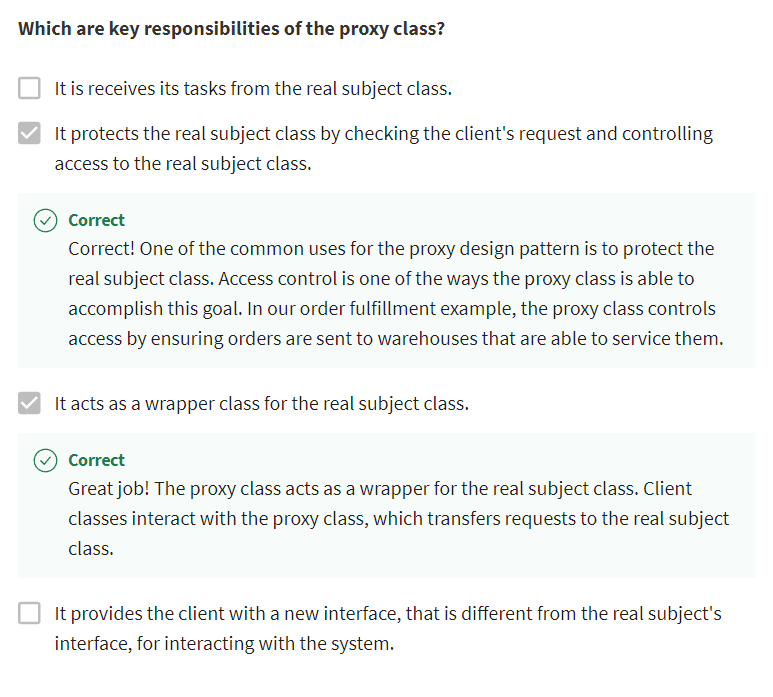 Which are key responsibilities of the proxy class?
It is receives its tasks from the real subject class.
It protects the real subject class by checking the client's request and controlling
access to the real subject class.
Correct
Correct! One of the common uses for the proxy design pattern is to protect the
real subject class. Access control is one of the ways the proxy class is able to
accomplish this goal. In our order fulfillment example, the proxy class controls
access by ensuring orders are sent to warehouses that are able to service them.
It acts as a wrapper class for the real subject class.
Correct
Great job! The proxy class acts as a wrapper for the real subject class. Client
classes interact with the proxy class, which transfers requests to the real subject
class.
It provides the client with a new interface, that is different from the real subject's
interface, for interacting with the system.